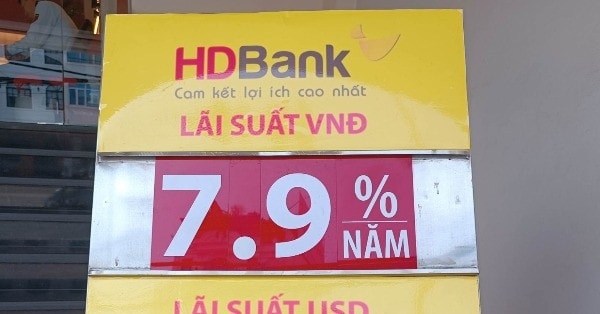 HDBank
Cam kết lợi ích cao nhất
LÃI SUẤT VNĐ
7.9 %
NĂM
LÃI SUẤT USD